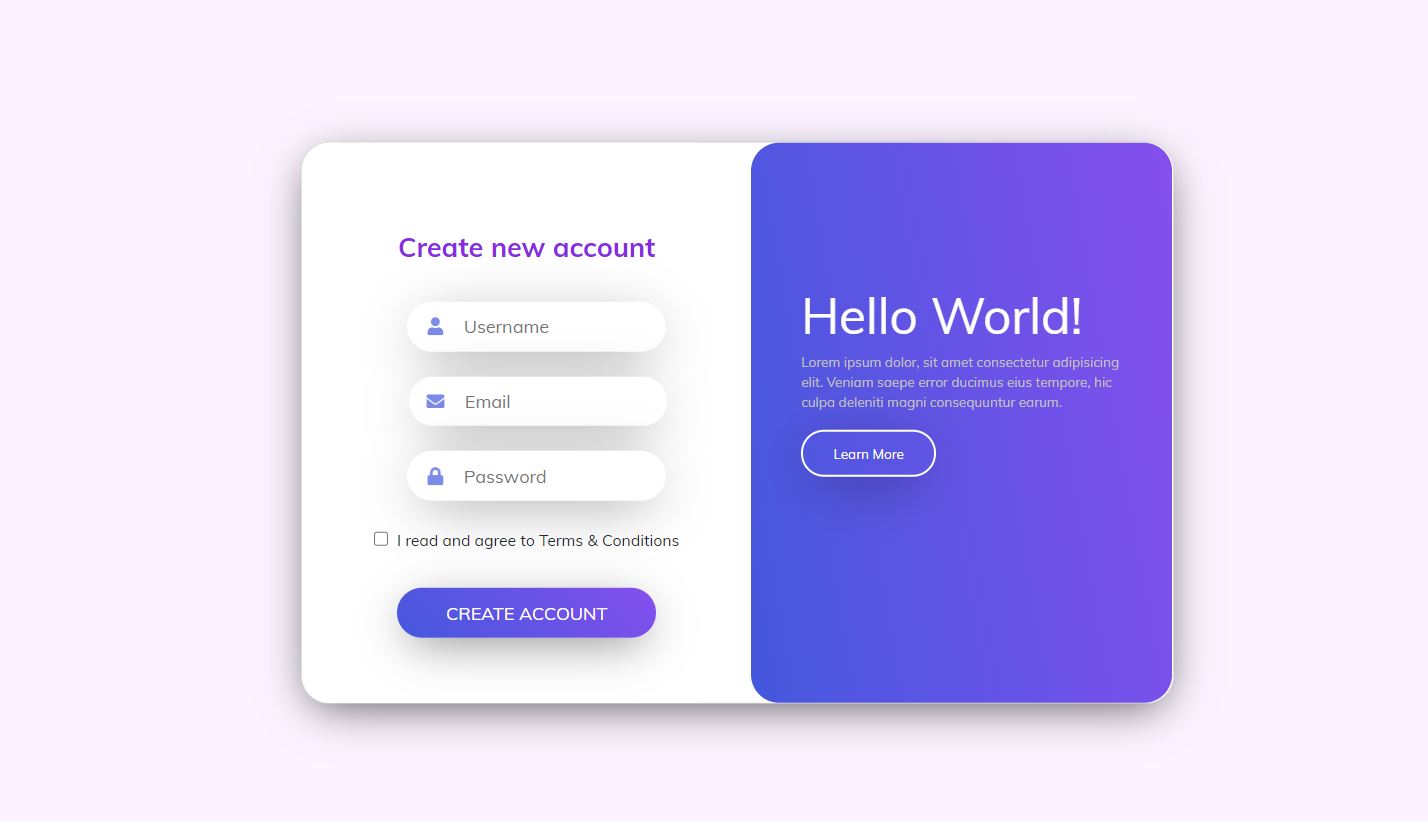 Create new account
Username
Email
Password
I read and agree to Terms & Conditions
CREATE ACCOUNT
Hello World!
Lorem ipsum dolor, sit amet consectetur adipisicing
elit. Veniam saepe error ducimus eius tempore, hic
culpa deleniti magni consequuntur earum.
Learn More